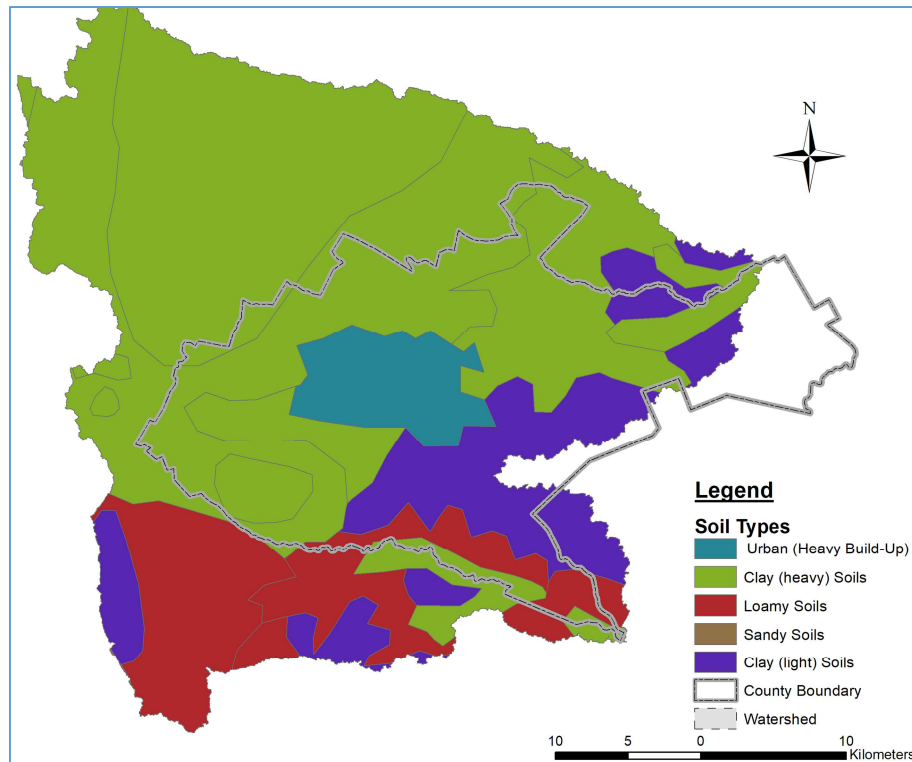 N
Legend
Soil Types
Urban (Heavy Build-Up)
Clay (heavy) Soils
Loamy Soils
Sandy Soils
Clay (light) Soils
County Boundary
Watershed
10 5 0 10
Kilometers